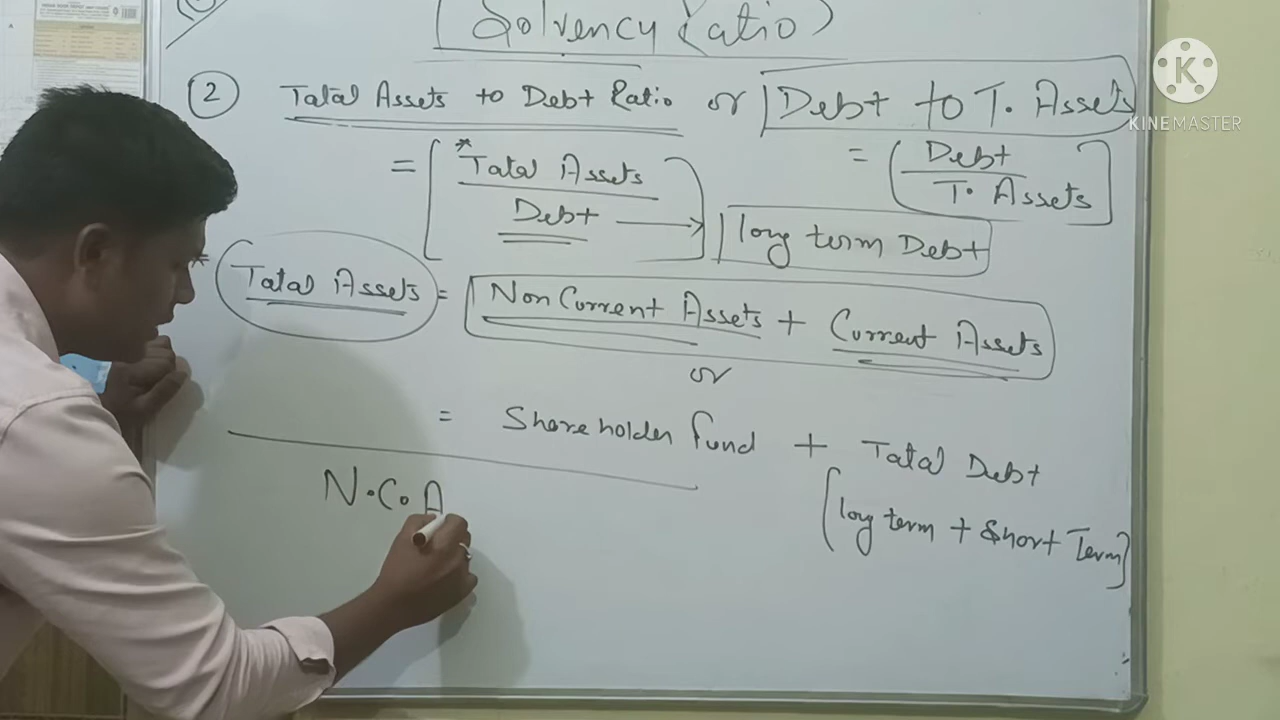 Solvency Ratio
2 Total Assets to Debt Ratio or Debt to T. Assets
= * Total Assets / Debt → long term Debt
= Debt / T. Assets
* Total Assets = Non Current Assets + Current Assets
or
= Shareholder fund + Total Debt
[long term + Short Term]
N.C.A
K
KINEMASTER